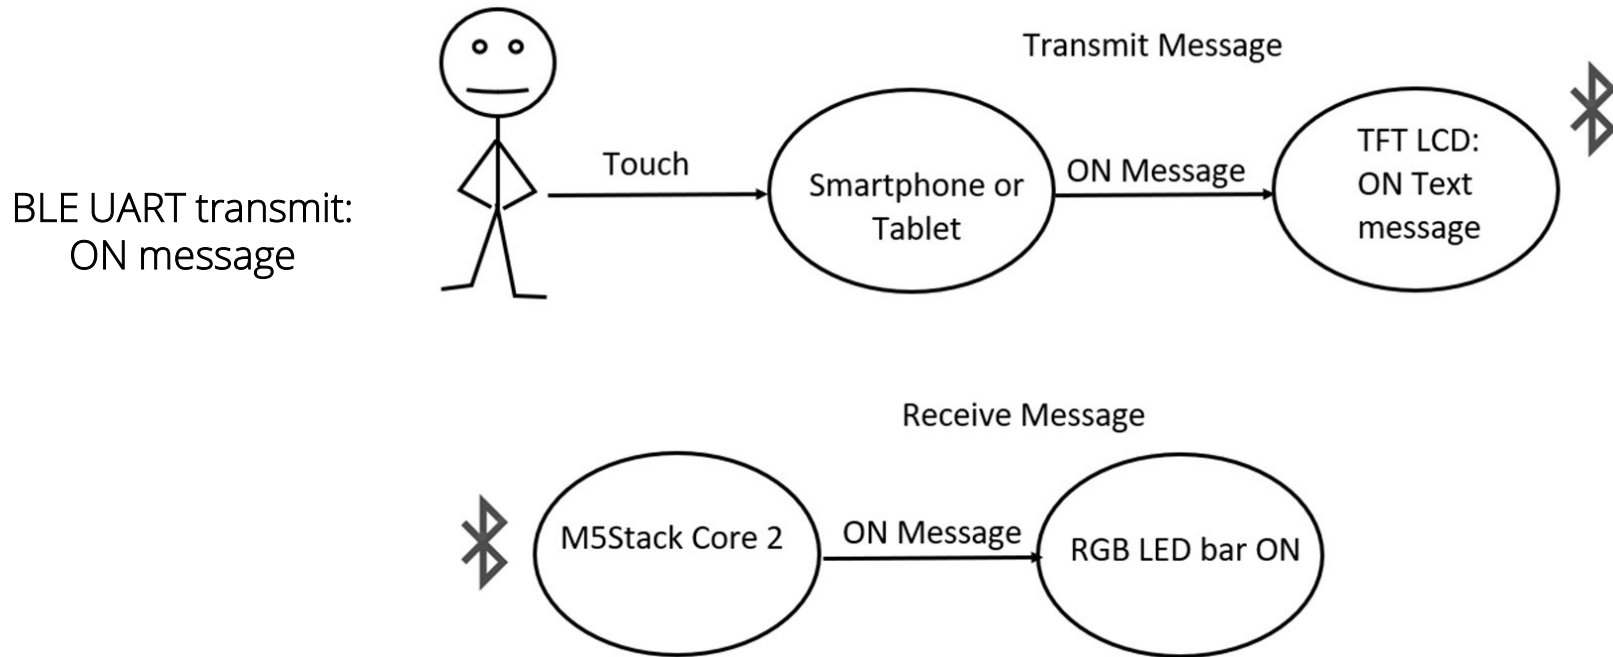 Transmit Message
BLE UART transmit:
ON message
Touch
Smartphone or
Tablet
ON Message
TFT LCD:
ON Text
message
Receive Message
M5Stack Core 2
ON Message
RGB LED bar ON